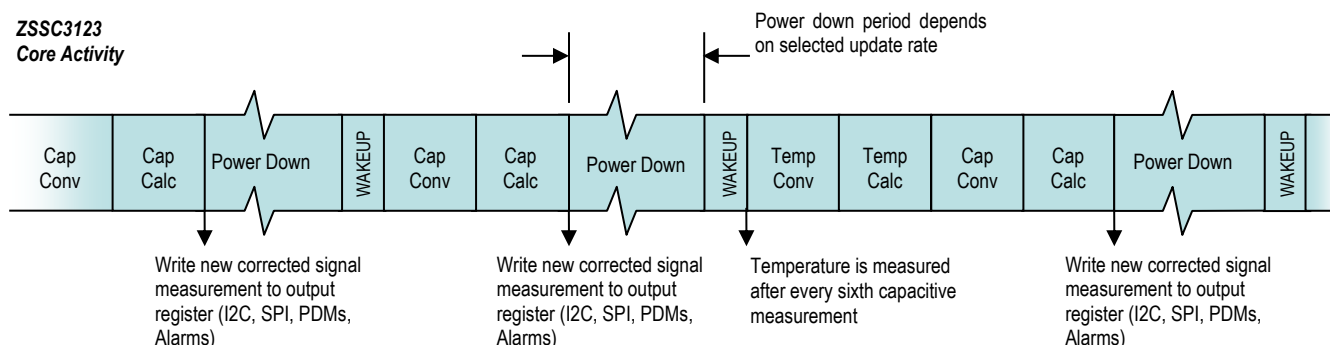 ZSSC3123
Core Activity
Power down period depends
on selected update rate
Cap
Conv
Cap
Calc
Power Down
WAKEUP
Cap
Conv
Cap
Calc
Power Down
WAKEUP
Temp
Conv
Temp
Calc
Cap
Conv
Cap
Calc
Power Down
WAKEUP
Write new corrected signal
measurement to output
register (I2C, SPI, PDMs,
Alarms)
Write new corrected signal
measurement to output
register (I2C, SPI, PDMs,
Alarms)
Temperature is measured
after every sixth capacitive
measurement
Write new corrected signal
measurement to output
register (I2C, SPI, PDMs,
Alarms)